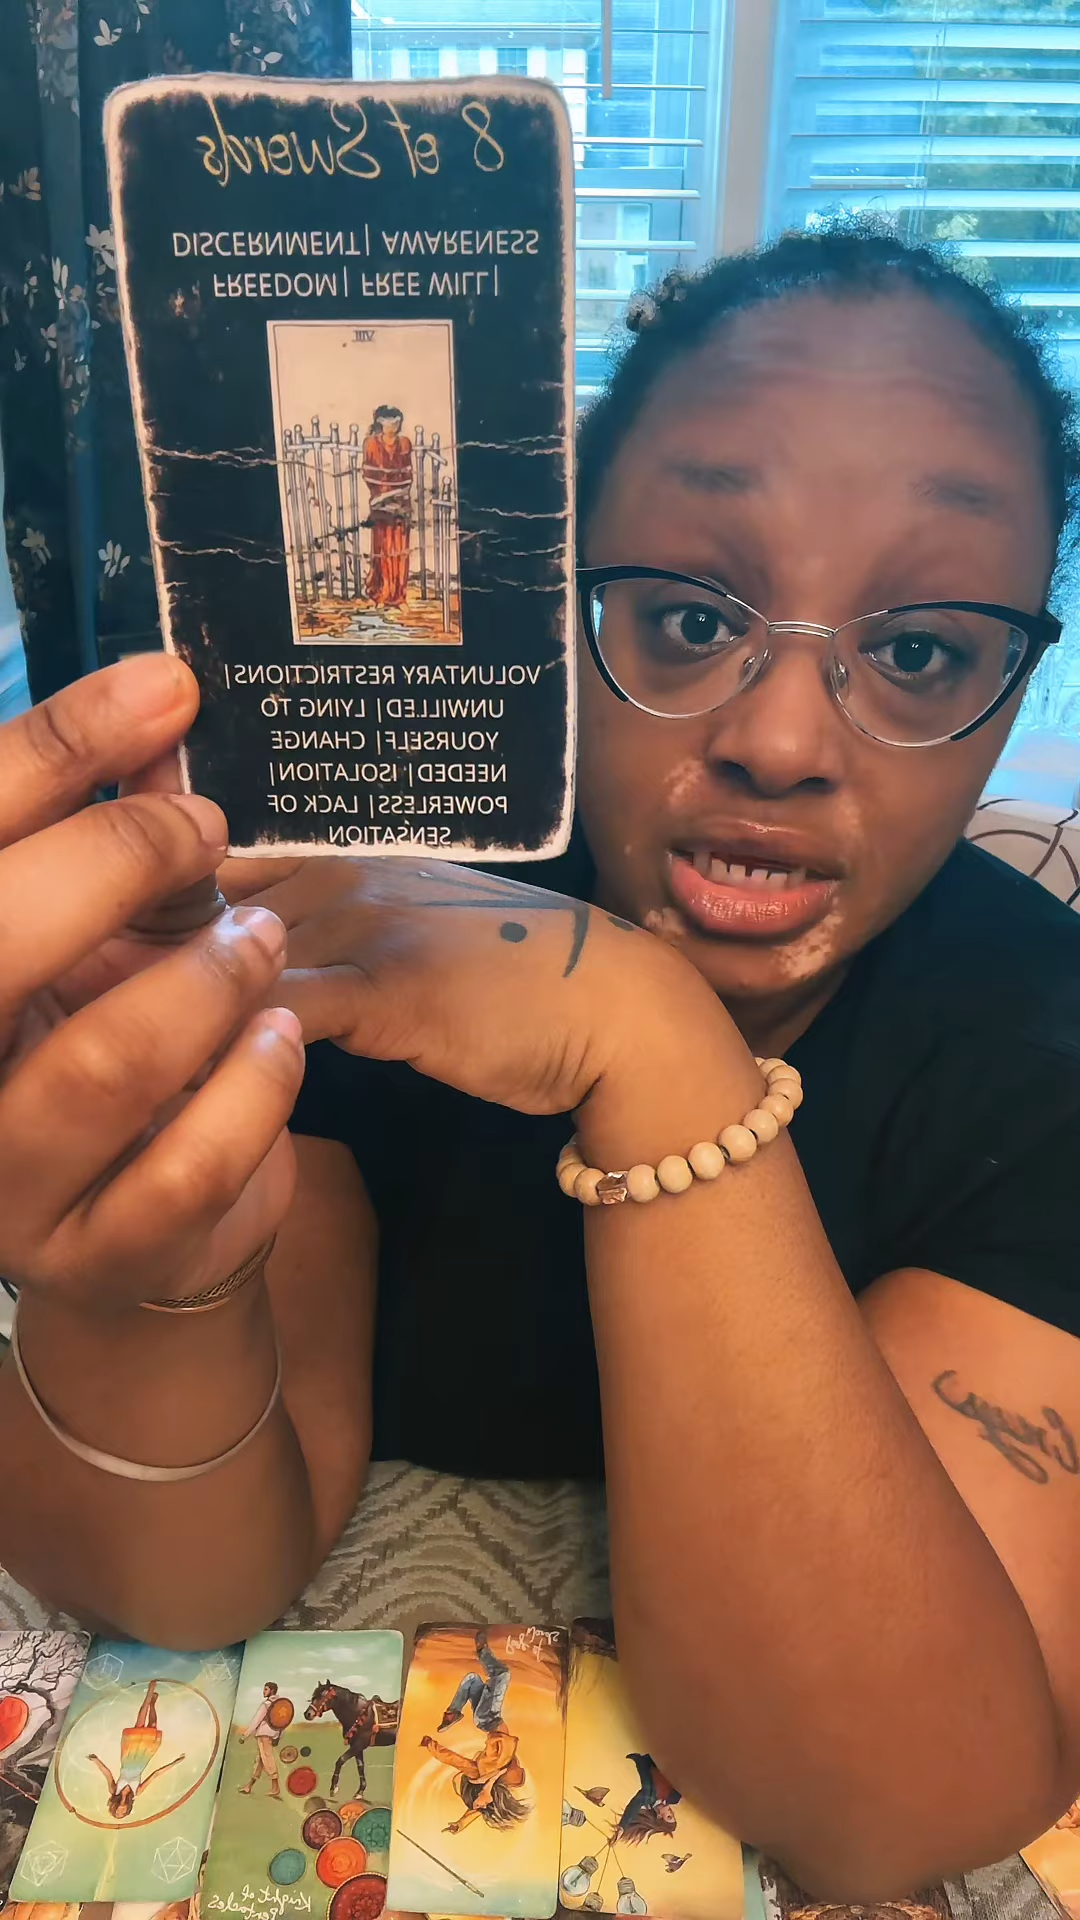 8 of Swords
FREEDOM | FREE WILL |
DISCERNMENT | AWARENESS
VIII
VOLUNTARY RESTRICTIONS |
UNWILLED | LYING TO
YOURSELF | CHANGE
NEEDED | ISOLATION |
POWERLESS | LACK OF
SENSATION
Knight of
Pentacles